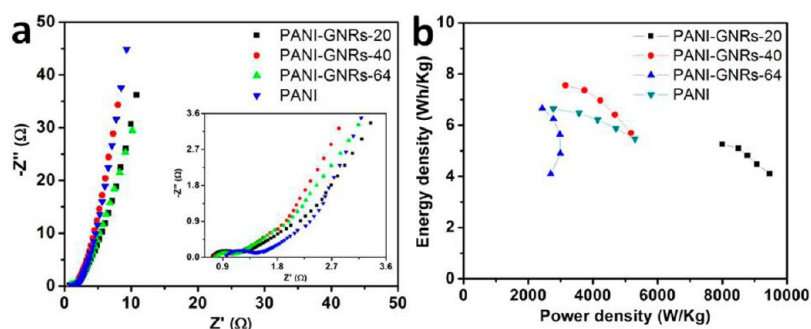 a
50
40
30
20
10
0
-Z'' (Ω)
PANI-GNRs-20
PANI-GNRs-40
PANI-GNRs-64
PANI
3.6
2.7
1.8
0.9
0.0
-Z'' (Ω)
0.9 1.8 2.7 3.6
Z' (Ω)
0 10 20 30 40 50
Z' (Ω)
b
10
8
6
4
2
0
Energy density (Wh/Kg)
PANI-GNRs-20
PANI-GNRs-40
PANI-GNRs-64
PANI
0 2000 4000 6000 8000 10000
Power density (W/Kg)